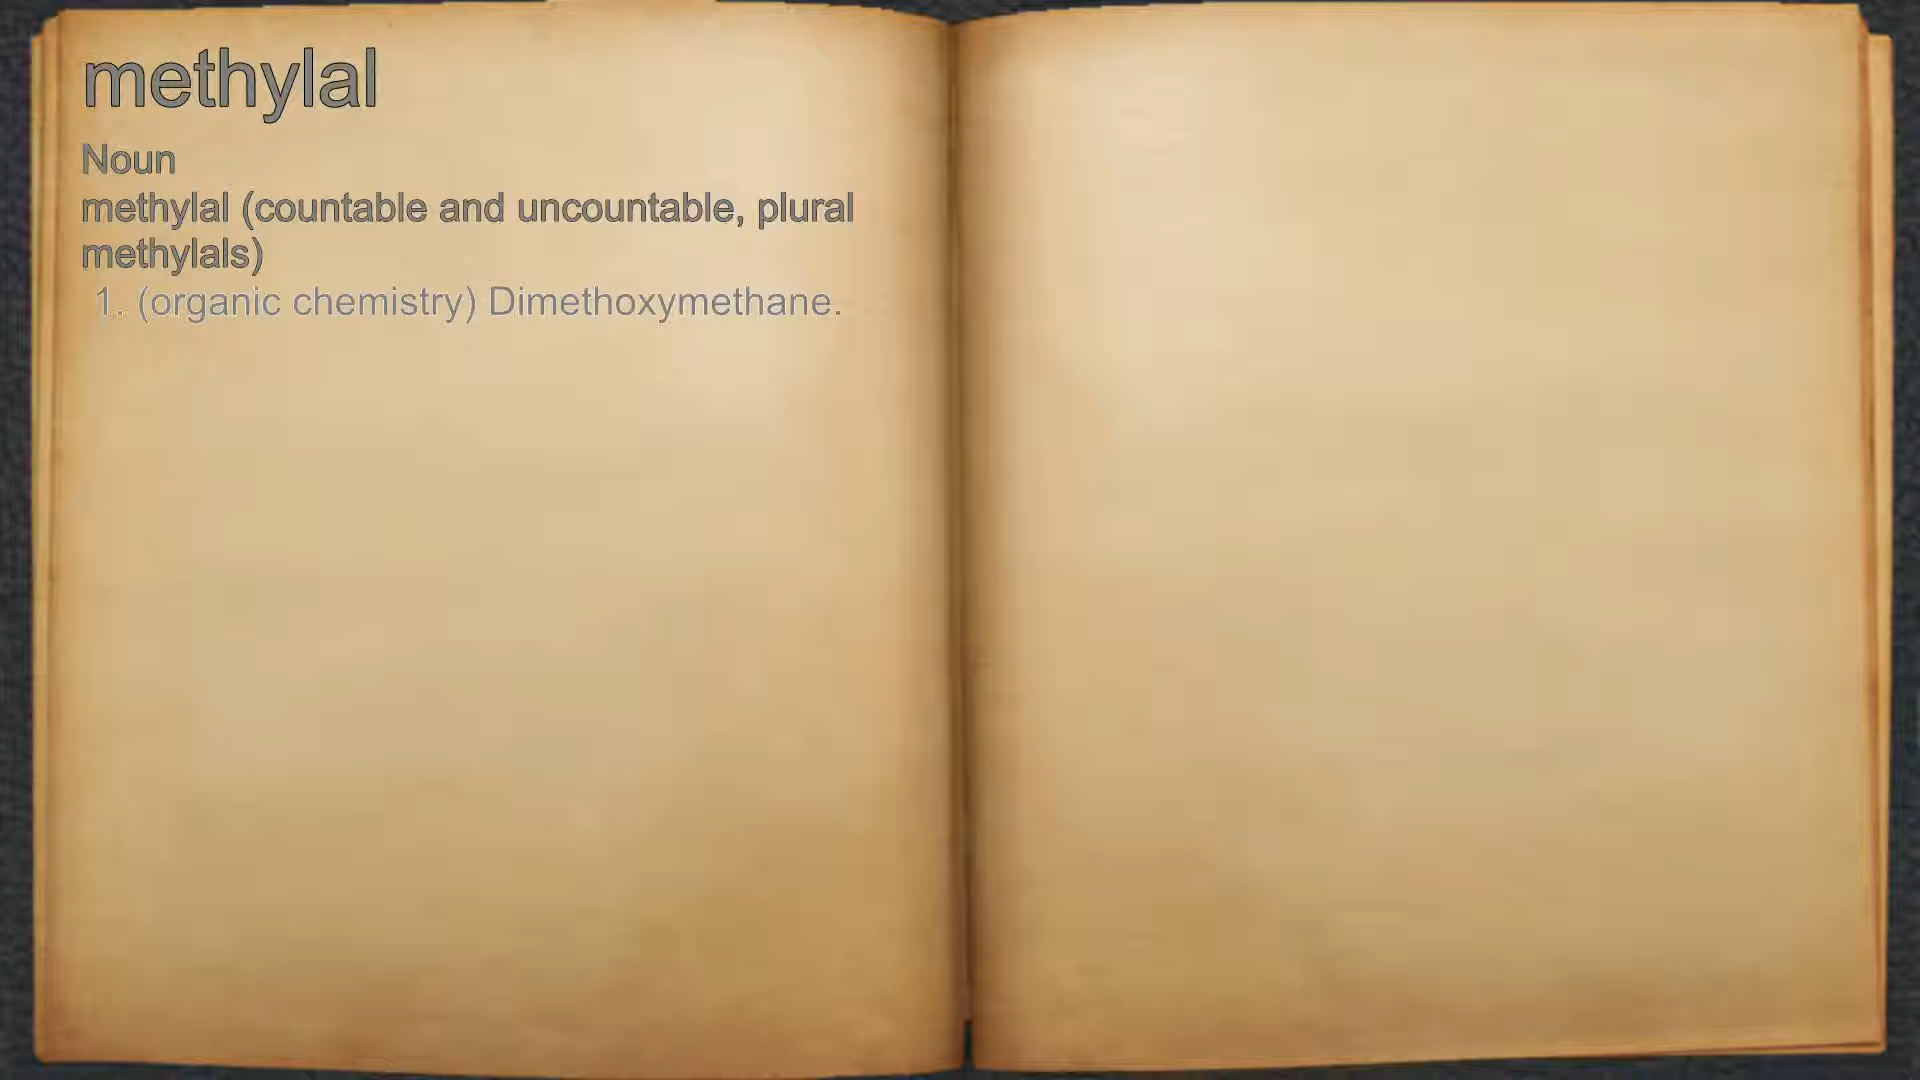 methylal
Noun
methylal (countable and uncountable, plural
methylals)
1. (organic chemistry) Dimethoxymethane.